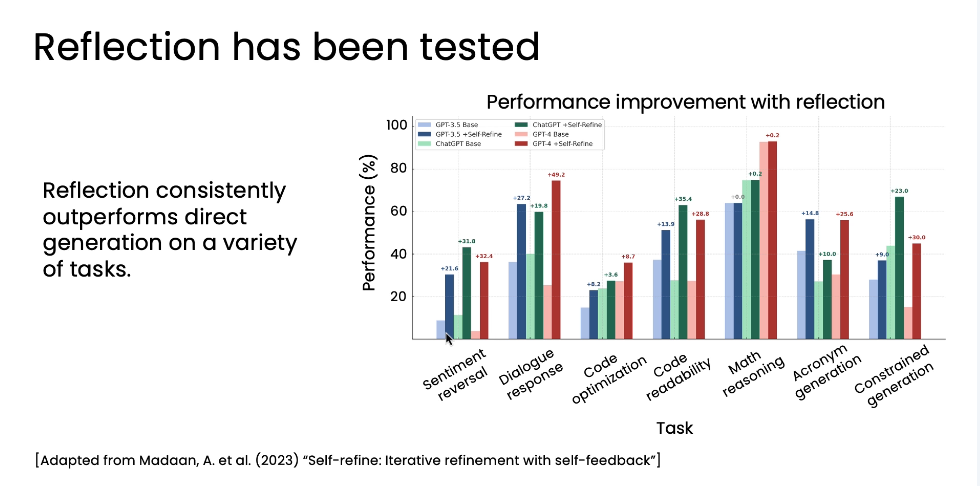 Reflection has been tested
Performance improvement with reflection
Reflection consistently
outperforms direct
generation on a variety
of tasks.
Performance (%)
100
80
60
40
20
GPT-3.5 Base
GPT-3.5 +Self-Refine
ChatGPT Base
ChatGPT +Self-Refine
GPT-4 Base
GPT-4 +Self-Refine
+21.6
+31.8
+32.4
+27.2
+19.8
+49.2
+8.2
+3.6
+8.7
+13.9
+35.4
+28.8
+0.0
+0.2
+0.2
+14.8
+10.0
+25.6
+9.0
+23.0
+30.0
Sentiment
reversal
Dialogue
response
Code
optimization
Code
readability
Math
reasoning
Acronym
generation
Constrained
generation
Task
[Adapted from Madaan, A. et al. (2023) “Self-refine: Iterative refinement with self-feedback”]